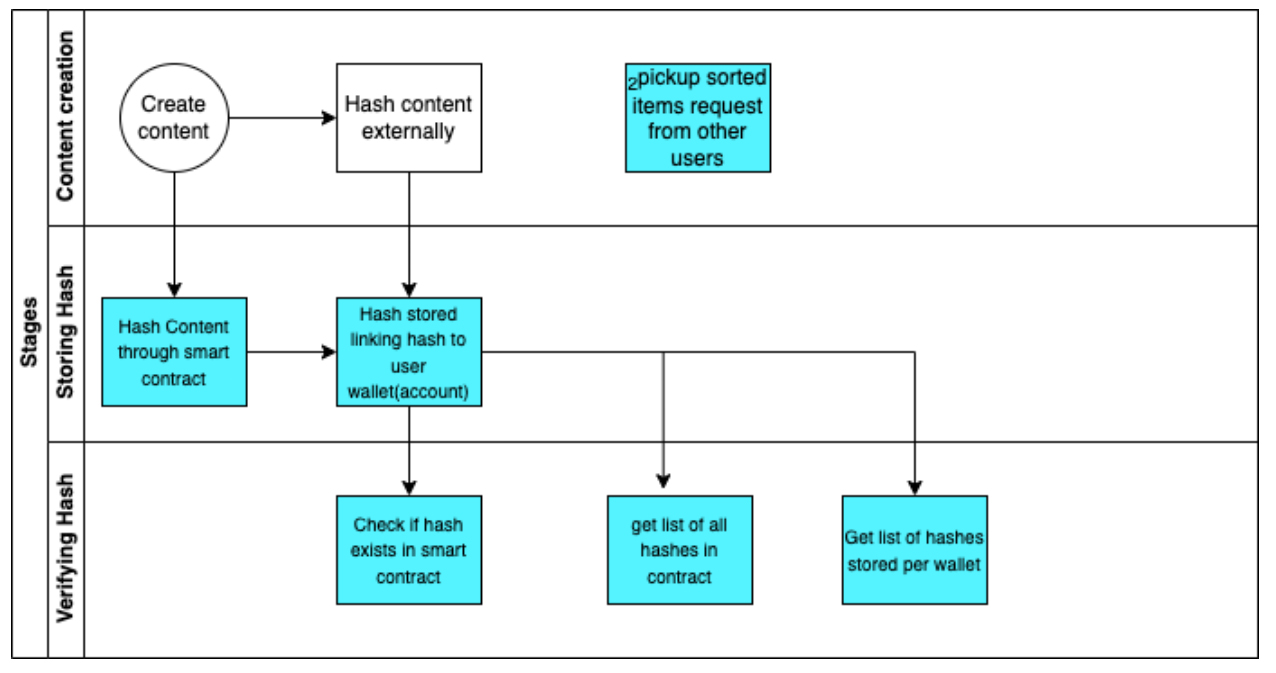 Stages
Content creation
Create
content
Hash content
externally
2pickup sorted
items request
from other
users
Storing Hash
Hash Content
through smart
contract
Hash stored
linking hash to
user
wallet(account)
Verifying Hash
Check if hash
exists in smart
contract
get list of all
hashes in
contract
Get list of hashes
stored per wallet